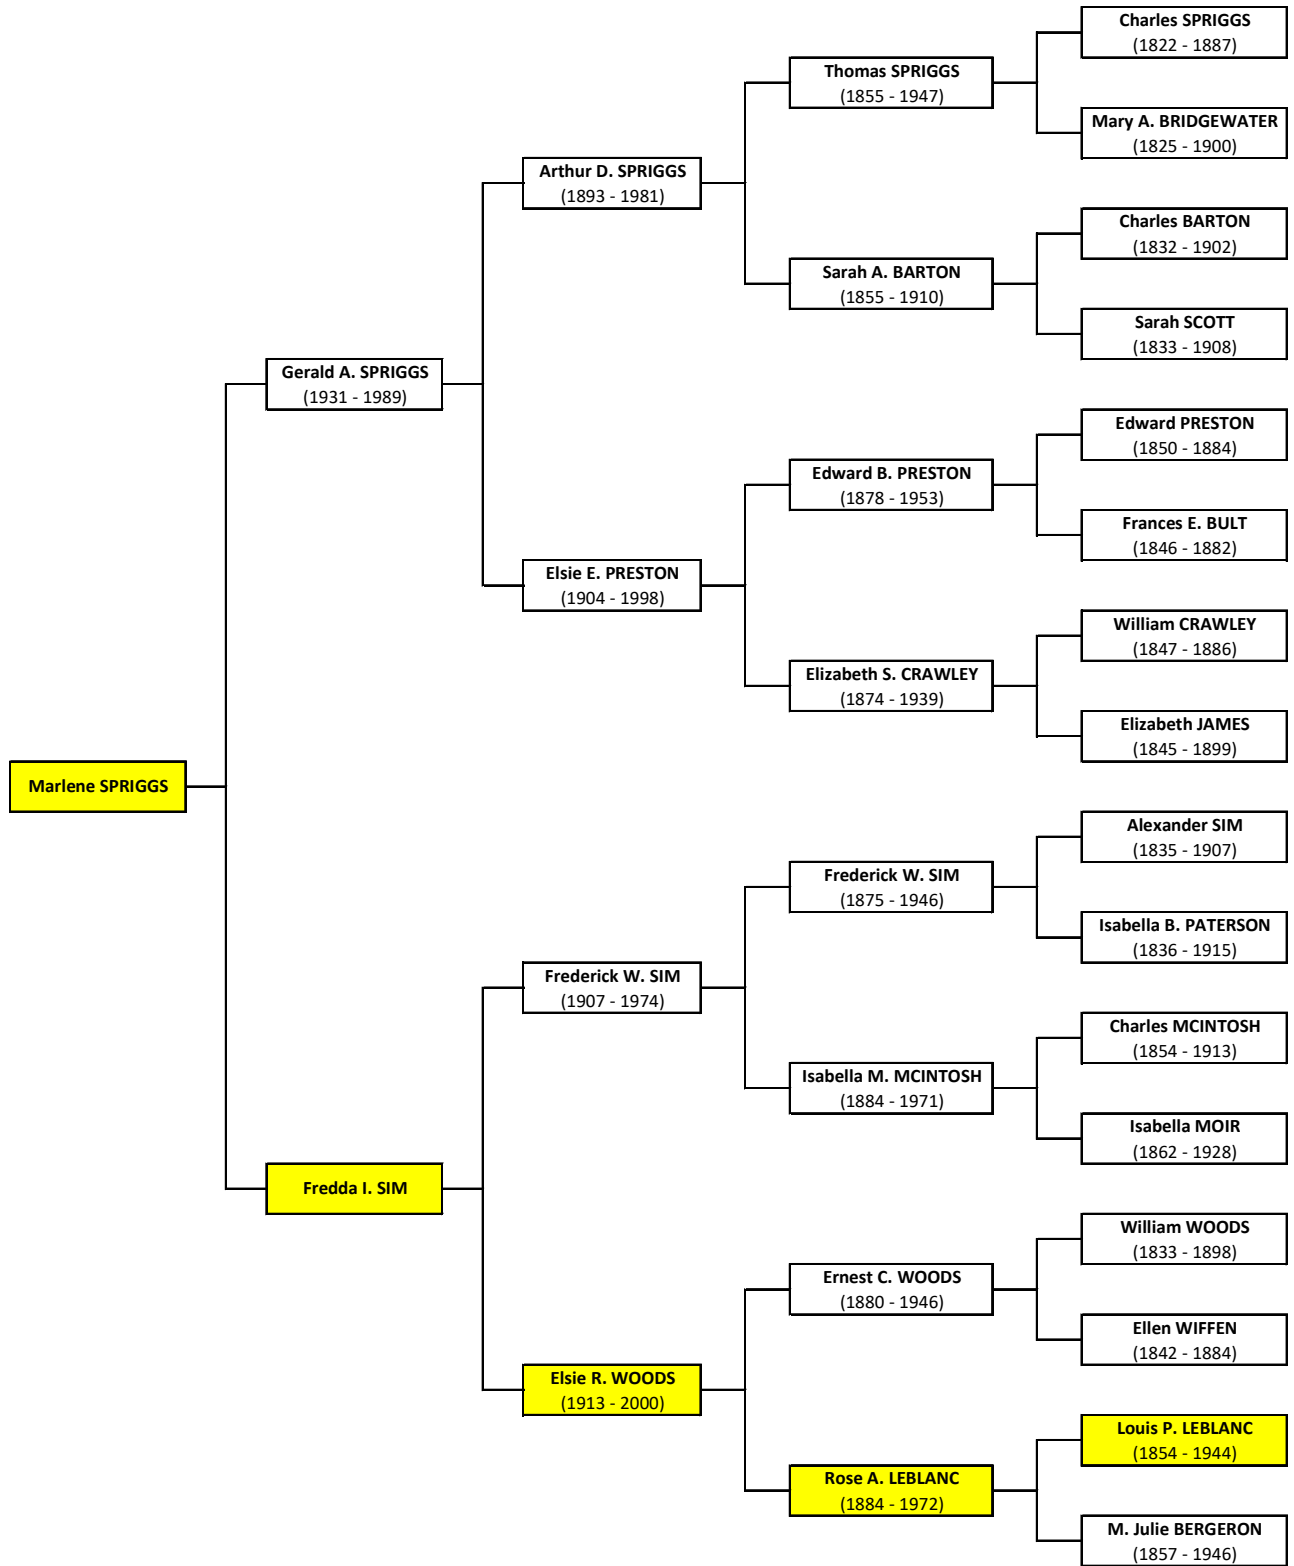 Charles SPRIGGS
(1822 - 1887)
Thomas SPRIGGS
(1855 - 1947)
Mary A. BRIDGEWATER
(1825 - 1900)
Arthur D. SPRIGGS
(1893 - 1981)
Charles BARTON
(1832 - 1902)
Sarah A. BARTON
(1855 - 1910)
Sarah SCOTT
(1833 - 1908)
Gerald A. SPRIGGS
(1931 - 1989)
Edward PRESTON
(1850 - 1884)
Edward B. PRESTON
(1878 - 1953)
Frances E. BULT
(1846 - 1882)
Elsie E. PRESTON
(1904 - 1998)
William CRAWLEY
(1847 - 1886)
Elizabeth S. CRAWLEY
(1874 - 1939)
Elizabeth JAMES
(1845 - 1899)
Marlene SPRIGGS
Alexander SIM
(1835 - 1907)
Frederick W. SIM
(1875 - 1946)
Isabella B. PATERSON
(1836 - 1915)
Frederick W. SIM
(1907 - 1974)
Charles MCINTOSH
(1854 - 1913)
Isabella M. MCINTOSH
(1884 - 1971)
Isabella MOIR
(1862 - 1928)
Fredda I. SIM
William WOODS
(1833 - 1898)
Ernest C. WOODS
(1880 - 1946)
Ellen WIFFEN
(1842 - 1884)
Elsie R. WOODS
(1913 - 2000)
Louis P. LEBLANC
(1854 - 1944)
Rose A. LEBLANC
(1884 - 1972)
M. Julie BERGERON
(1857 - 1946)